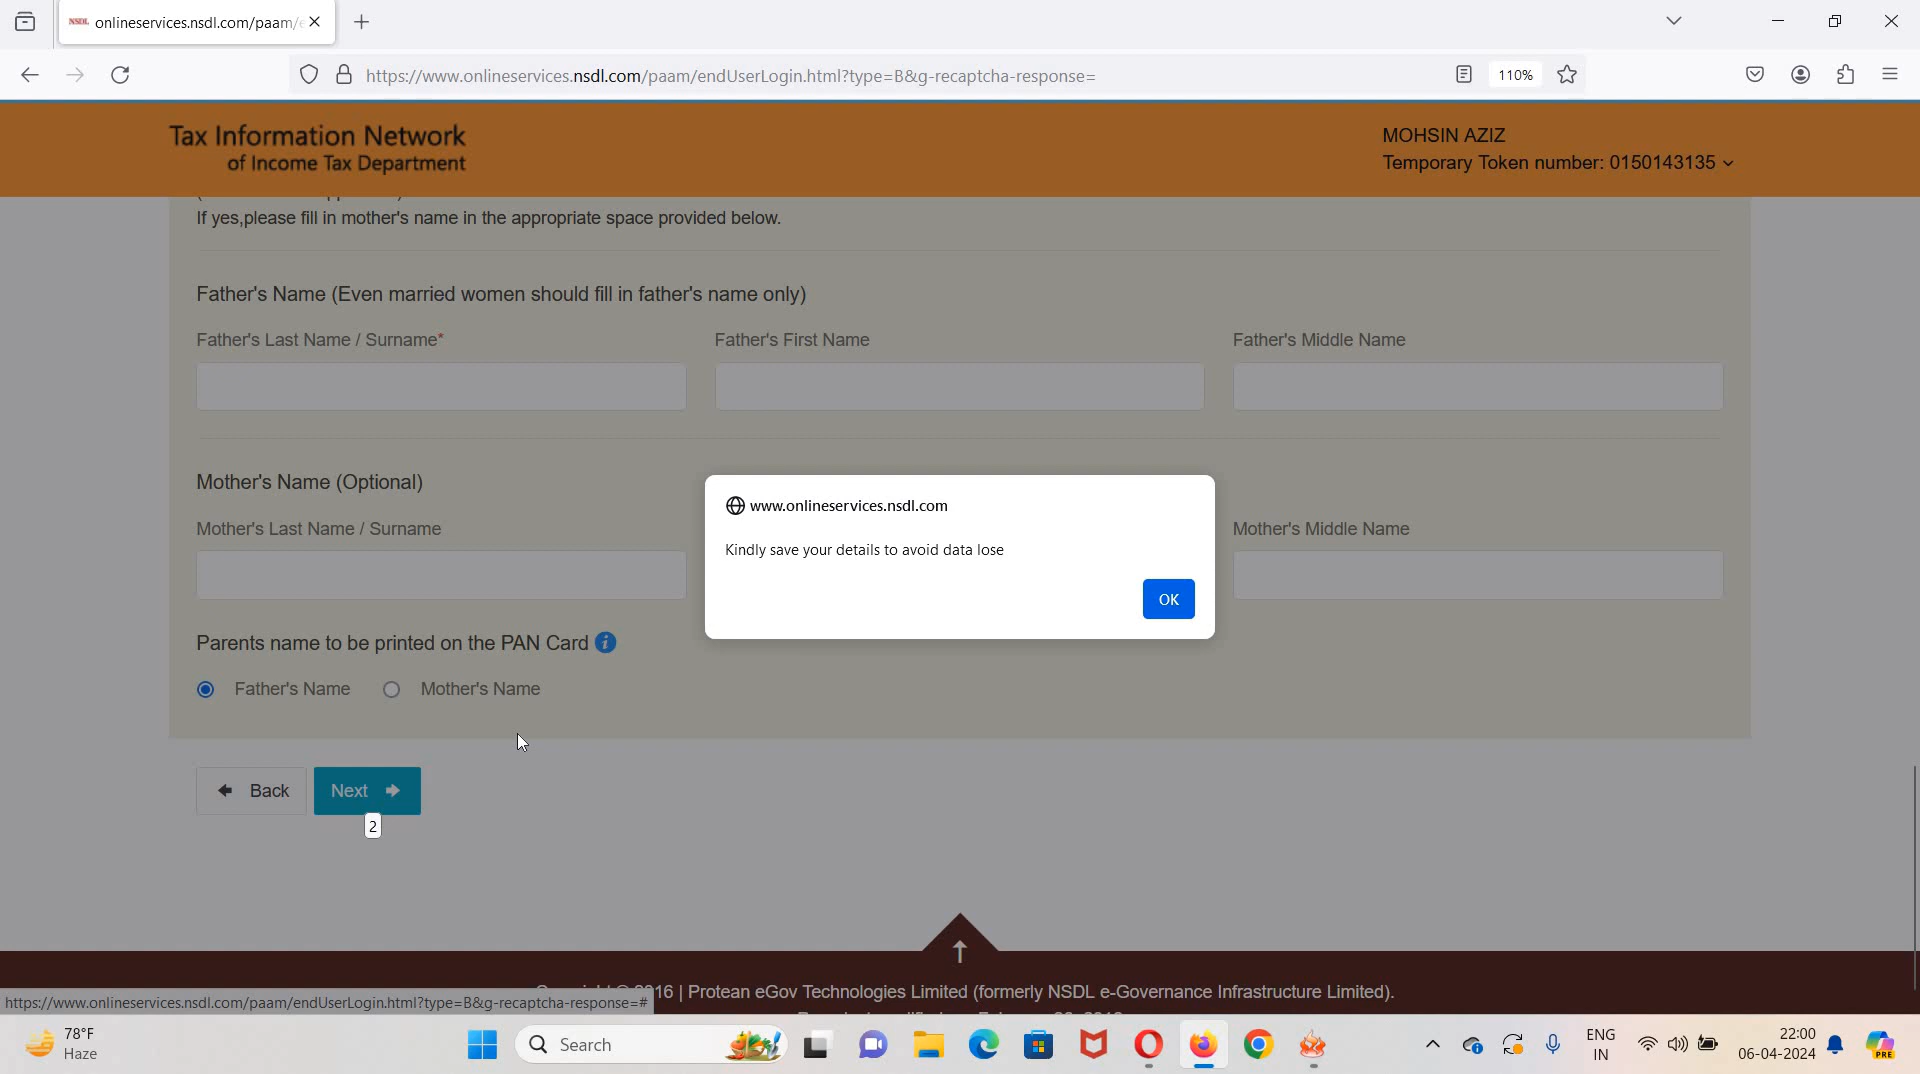 NSDL onlineservices.nsdl.com/paam/e
https://www.onlineservices.nsdl.com/paam/endUserLogin.html?type=B&g-recaptcha-response=
110%
Tax Information Network
of Income Tax Department
MOHSIN AZIZ
Temporary Token number: 0150143135
If yes,please fill in mother's name in the appropriate space provided below.
Father's Name (Even married women should fill in father's name only)
Father's Last Name / Surname*
Father's First Name
Father's Middle Name
Mother's Name (Optional)
Mother's Last Name / Surname
Mother's Middle Name
www.onlineservices.nsdl.com
Kindly save your details to avoid data lose
OK
Parents name to be printed on the PAN Card i
Father's Name
Mother's Name
Back
Next
2
16 | Protean eGov Technologies Limited (formerly NSDL e-Governance Infrastructure Limited).
https://www.onlineservices.nsdl.com/paam/endUserLogin.html?type=B&g-recaptcha-response=#
78°F
Haze
Search
ENG
IN
22:00
06-04-2024
PRE